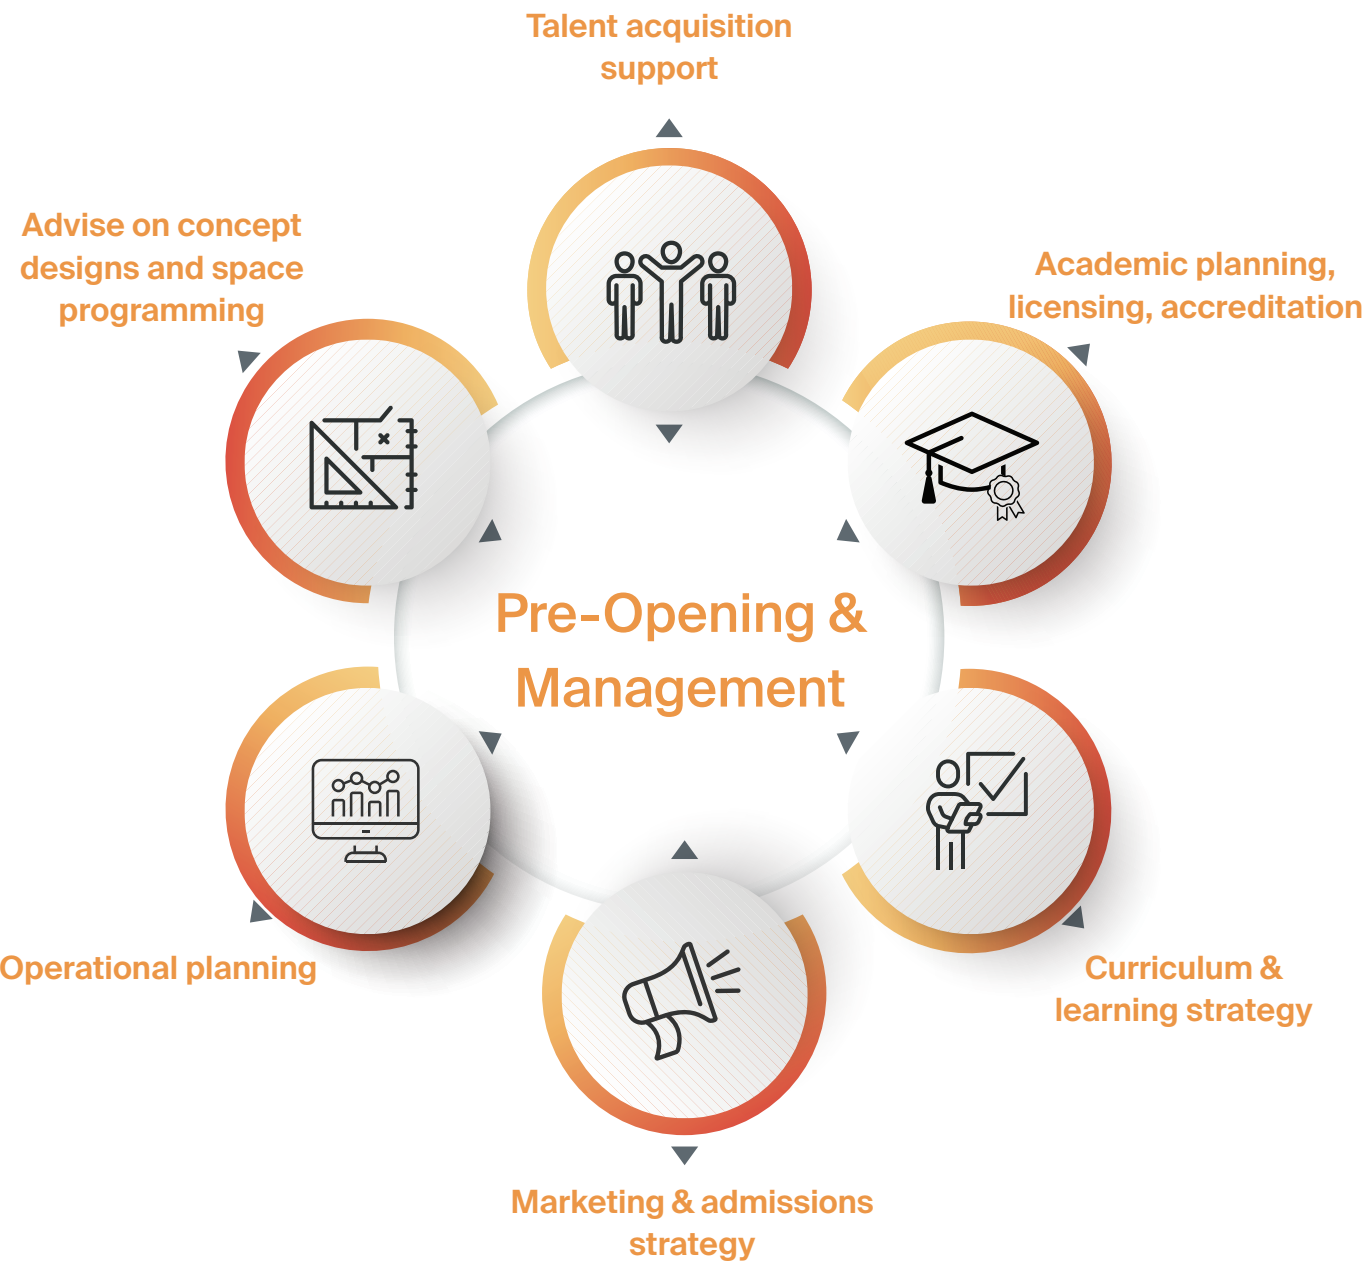 Talent acquisition
support
Advise on concept
designs and space
programming
Academic planning,
licensing, accreditation
Pre-Opening &
Management
Operational planning
Curriculum &
learning strategy
Marketing & admissions
strategy